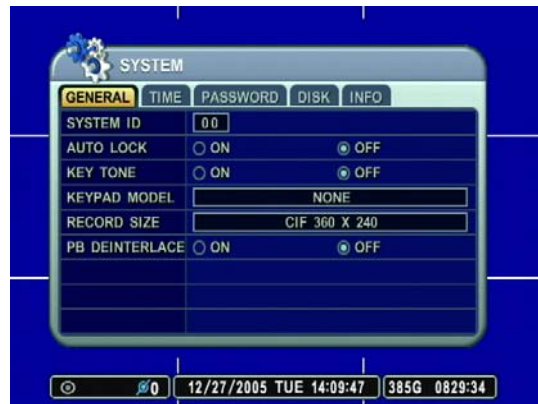 SYSTEM
GENERAL TIME PASSWORD DISK INFO
SYSTEM ID 00
AUTO LOCK ON OFF
KEY TONE ON OFF
KEYPAD MODEL NONE
RECORD SIZE CIF 360 X 240
PB DEINTERLACE ON OFF
0 12/27/2005 TUE 14:09:47 385G 0829:34